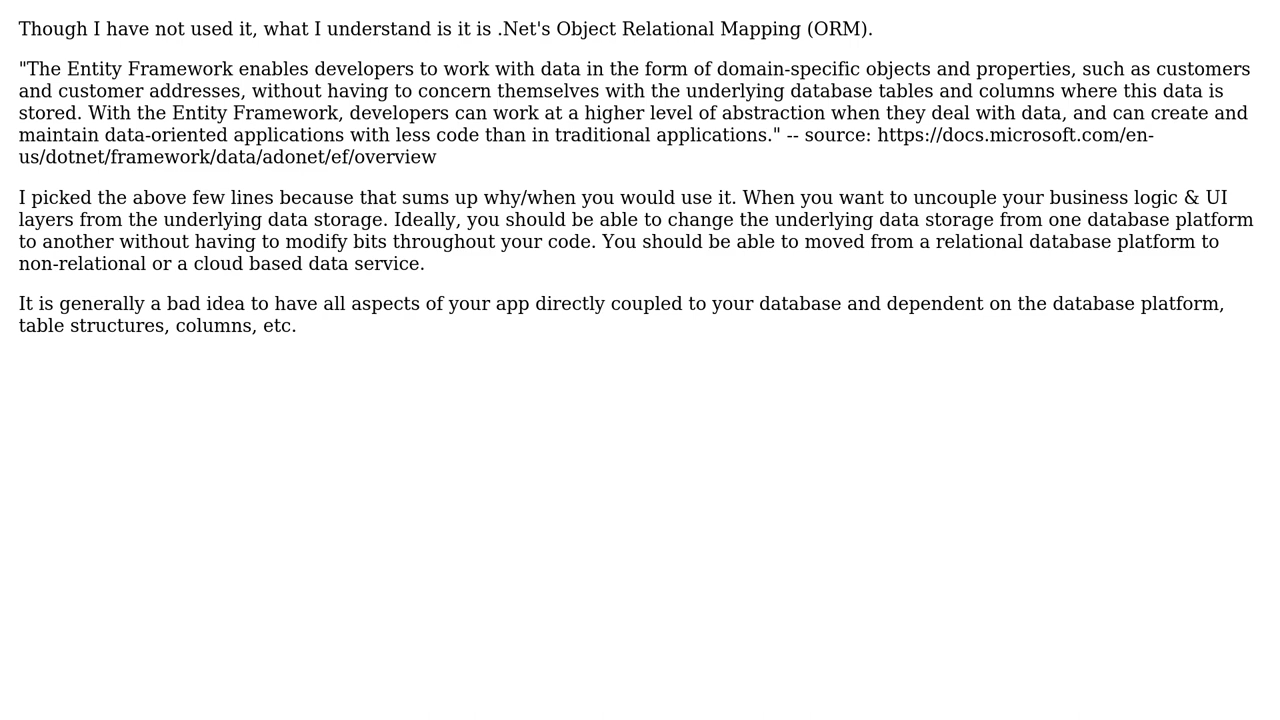 Though I have not used it, what I understand is it is .Net's Object Relational Mapping (ORM).
"The Entity Framework enables developers to work with data in the form of domain-specific objects and properties, such as customers
and customer addresses, without having to concern themselves with the underlying database tables and columns where this data is
stored. With the Entity Framework, developers can work at a higher level of abstraction when they deal with data, and can create and
maintain data-oriented applications with less code than in traditional applications." -- source: https://docs.microsoft.com/en-
us/dotnet/framework/data/adonet/ef/overview
I picked the above few lines because that sums up why/when you would use it. When you want to uncouple your business logic & UI
layers from the underlying data storage. Ideally, you should be able to change the underlying data storage from one database platform
to another without having to modify bits throughout your code. You should be able to moved from a relational database platform to
non-relational or a cloud based data service.
It is generally a bad idea to have all aspects of your app directly coupled to your database and dependent on the database platform,
table structures, columns, etc.